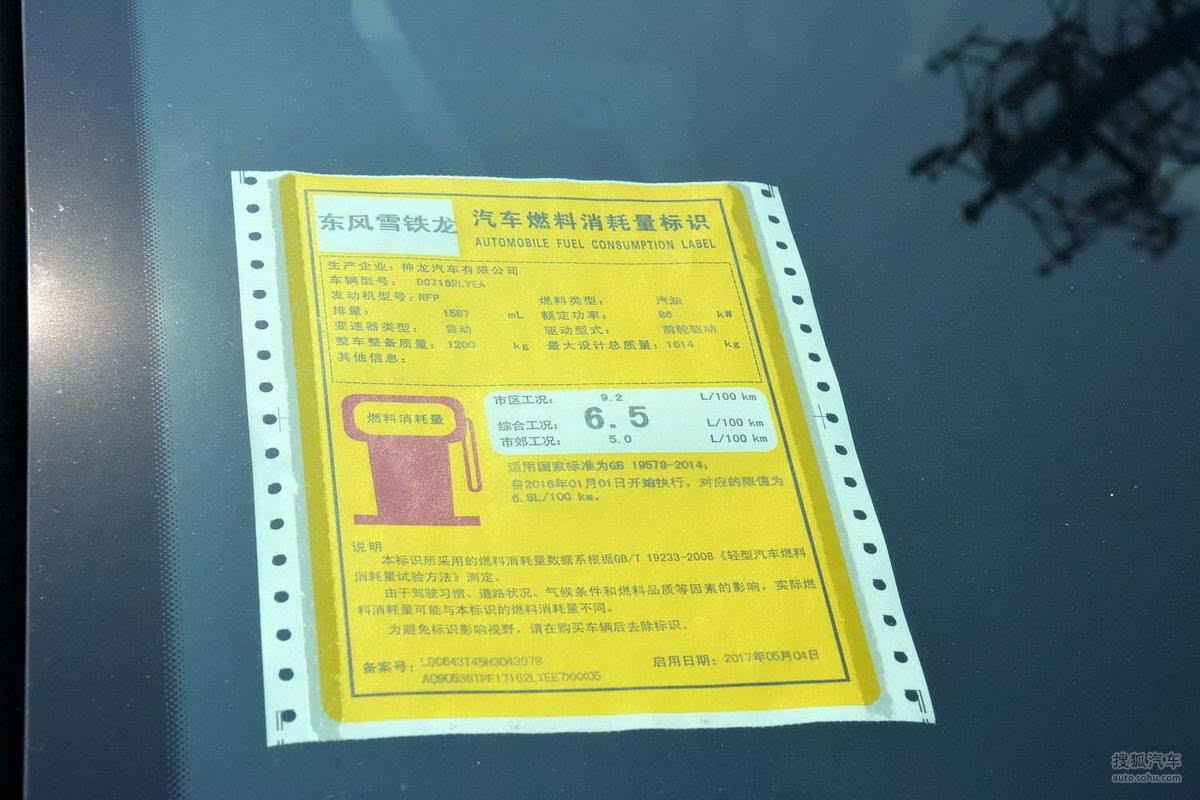 东风雪铁龙 汽车燃料消耗量标识
AUTOMOBILE FUEL CONSUMPTION LABEL
生产企业：神龙汽车有限公司
车辆型号： DC7162LYEA
发动机型号：NFP 燃料类型： 汽油
排量： 1587 mL 额定功率： 86 kW
变速器类型： 自动 驱动型式： 前轮驱动
整车整备质量： 1200 kg 最大设计总质量：1614 kg
其他信息：
燃料消耗量
市区工况： 9.2 L/100 km
综合工况： 6.5 L/100 km
市郊工况： 5.0 L/100 km
适用国家标准为GB 19578-2014，
自2016年01月01日开始执行，对应的限值为
6.8L/100 km。
说明
本标识所采用的燃料消耗量数据系根据GB/T 19233-2008《轻型汽车燃料
消耗量试验方法》测定。
由于驾驶习惯、道路状况、气候条件和燃料品质等因素的影响，实际燃
料消耗量可能与本标识的燃料消耗量不同。
为避免标识影响视野，请在购买车辆后去除标识。
备案号：LDC643T45H3043978 启用日期：2017年05月04日
搜狐汽车
auto.sohu.com